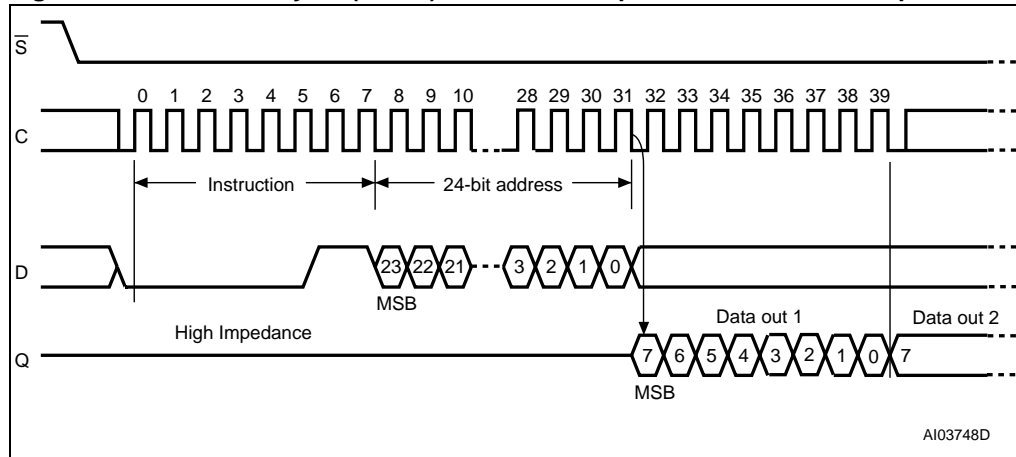 S
0 1 2 3 4 5 6 7 8 9 10 28 29 30 31 32 33 34 35 36 37 38 39
C
Instruction 24-bit address
D 23 22 21 3 2 1 0
MSB
High Impedance Data out 1 Data out 2
Q 7 6 5 4 3 2 1 0 7
MSB
AI03748D